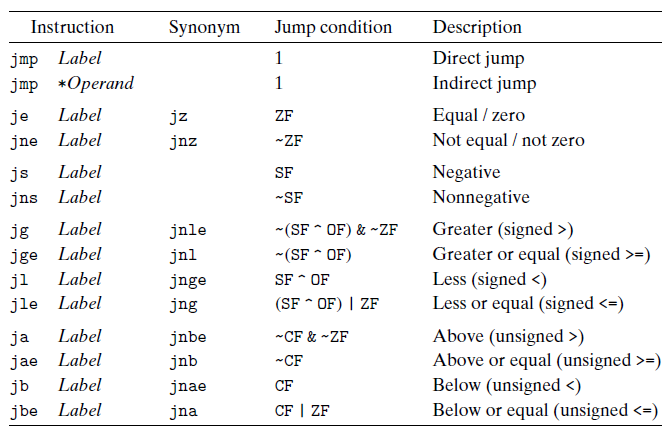 Instruction Synonym Jump condition Description
jmp Label 1 Direct jump
jmp *Operand 1 Indirect jump
je Label jz ZF Equal / zero
jne Label jnz ~ZF Not equal / not zero
js Label SF Negative
jns Label ~SF Nonnegative
jg Label jnle ~(SF ^ OF) & ~ZF Greater (signed >)
jge Label jnl ~(SF ^ OF) Greater or equal (signed >=)
jl Label jnge SF ^ OF Less (signed <)
jle Label jng (SF ^ OF) | ZF Less or equal (signed <=)
ja Label jnbe ~CF & ~ZF Above (unsigned >)
jae Label jnb ~CF Above or equal (unsigned >=)
jb Label jnae CF Below (unsigned <)
jbe Label jna CF | ZF Below or equal (unsigned <=)